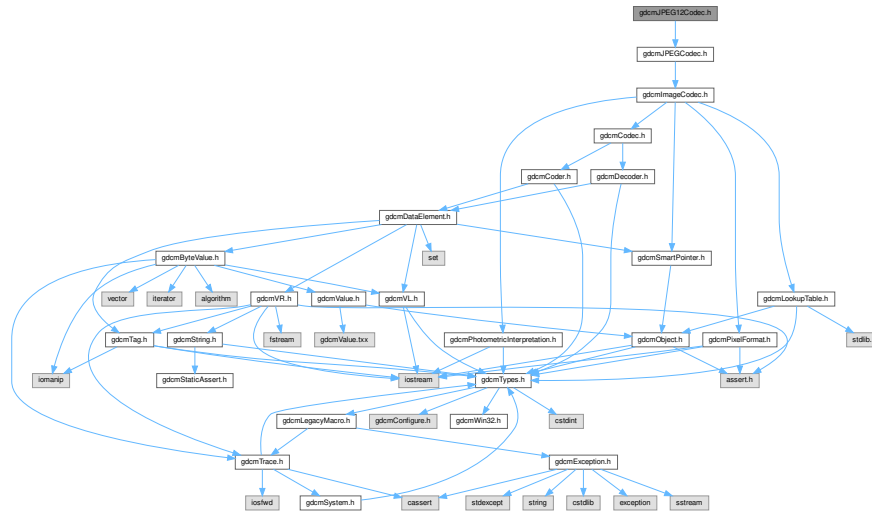 gdcmJPEG12Codec.h
gdcmJPEGCodec.h
gdcmImageCodec.h
gdcmCodec.h
gdcmCoder.h
gdcmDecoder.h
gdcmDataElement.h
gdcmByteValue.h
set
gdcmSmartPointer.h
vector
iterator
algorithm
gdcmVR.h
gdcmValue.h
gdcmVL.h
gdcmLookupTable.h
gdcmTag.h
gdcmString.h
fstream
gdcmValue.txx
gdcmPhotometricInterpretation.h
gdcmObject.h
gdcmPixelFormat.h
stdlib.
iomanip
gdcmStaticAssert.h
iostream
gdcmTypes.h
assert.h
gdcmLegacyMacro.h
gdcmConfigure.h
gdcmWin32.h
cstdint
gdcmTrace.h
gdcmException.h
iosfwd
gdcmSystem.h
cassert
stdexcept
string
cstdlib
exception
sstream